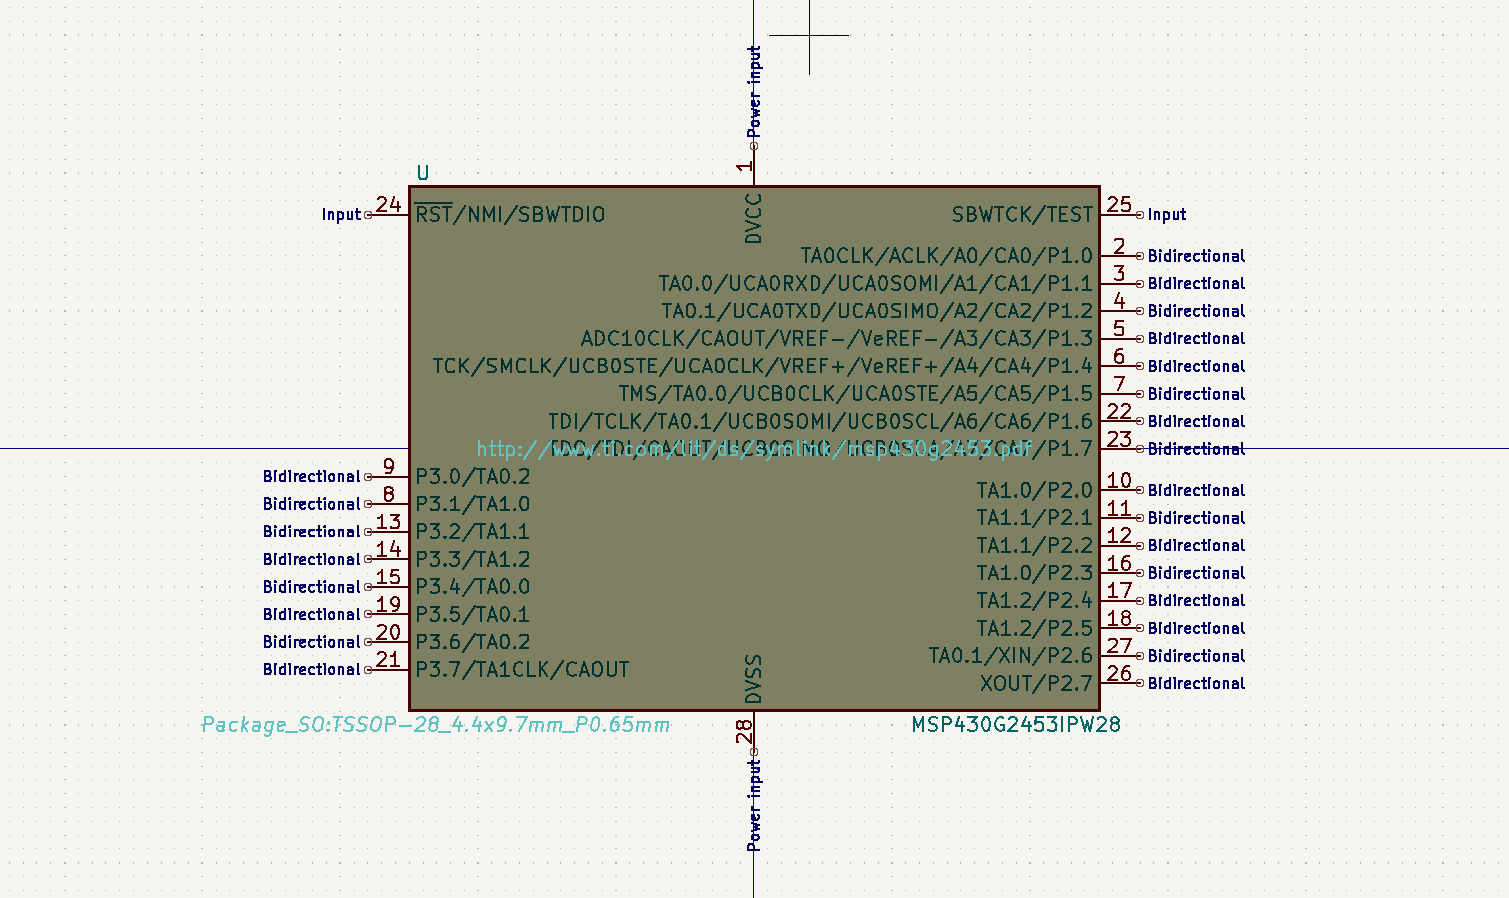 Power input
1
U
DVCC
Input 24 RST/NMI/SBWTDIO
SBWTCK/TEST 25 Input
TA0CLK/ACLK/A0/CA0/P1.0 2 Bidirectional
TA0.0/UCA0RXD/UCA0SOMI/A1/CA1/P1.1 3 Bidirectional
TA0.1/UCA0TXD/UCA0SIMO/A2/CA2/P1.2 4 Bidirectional
ADC10CLK/CAOUT/VREF-/VeREF-/A3/CA3/P1.3 5 Bidirectional
TCK/SMCLK/UCB0STE/UCA0CLK/VREF+/VeREF+/A4/CA4/P1.4 6 Bidirectional
TMS/TA0.0/UCB0CLK/UCA0STE/A5/CA5/P1.5 7 Bidirectional
TDI/TCLK/TA0.1/UCB0SOMI/UCB0SCL/A6/CA6/P1.6 22 Bidirectional
http://www.ti.com/lit/ds/symlink/msp430g2453.pdf
23 Bidirectional
Bidirectional 9 P3.0/TA0.2
Bidirectional 8 P3.1/TA1.0
Bidirectional 13 P3.2/TA1.1
Bidirectional 14 P3.3/TA1.2
Bidirectional 15 P3.4/TA0.0
Bidirectional 19 P3.5/TA0.1
Bidirectional 20 P3.6/TA0.2
Bidirectional 21 P3.7/TA1CLK/CAOUT
TA1.0/P2.0 10 Bidirectional
TA1.1/P2.1 11 Bidirectional
TA1.1/P2.2 12 Bidirectional
TA1.0/P2.3 16 Bidirectional
TA1.2/P2.4 17 Bidirectional
TA1.2/P2.5 18 Bidirectional
TA0.1/XIN/P2.6 27 Bidirectional
XOUT/P2.7 26 Bidirectional
DVSS
Package_SO:TSSOP-28_4.4x9.7mm_P0.65mm
MSP430G2453IPW28
28
Power input